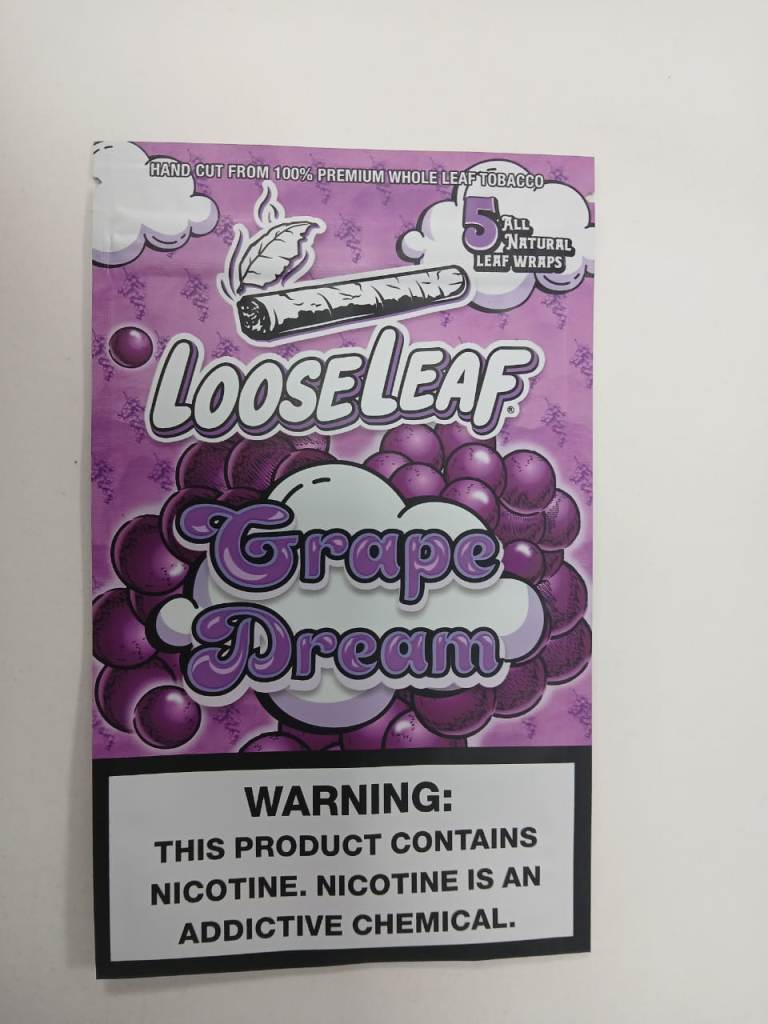 HAND CUT FROM 100% PREMIUM WHOLE LEAF TOBACCO
5 ALL
NATURAL
LEAF WRAPS
LOOSELEAF®
Grape
Dream
WARNING:
THIS PRODUCT CONTAINS
NICOTINE. NICOTINE IS AN
ADDICTIVE CHEMICAL.